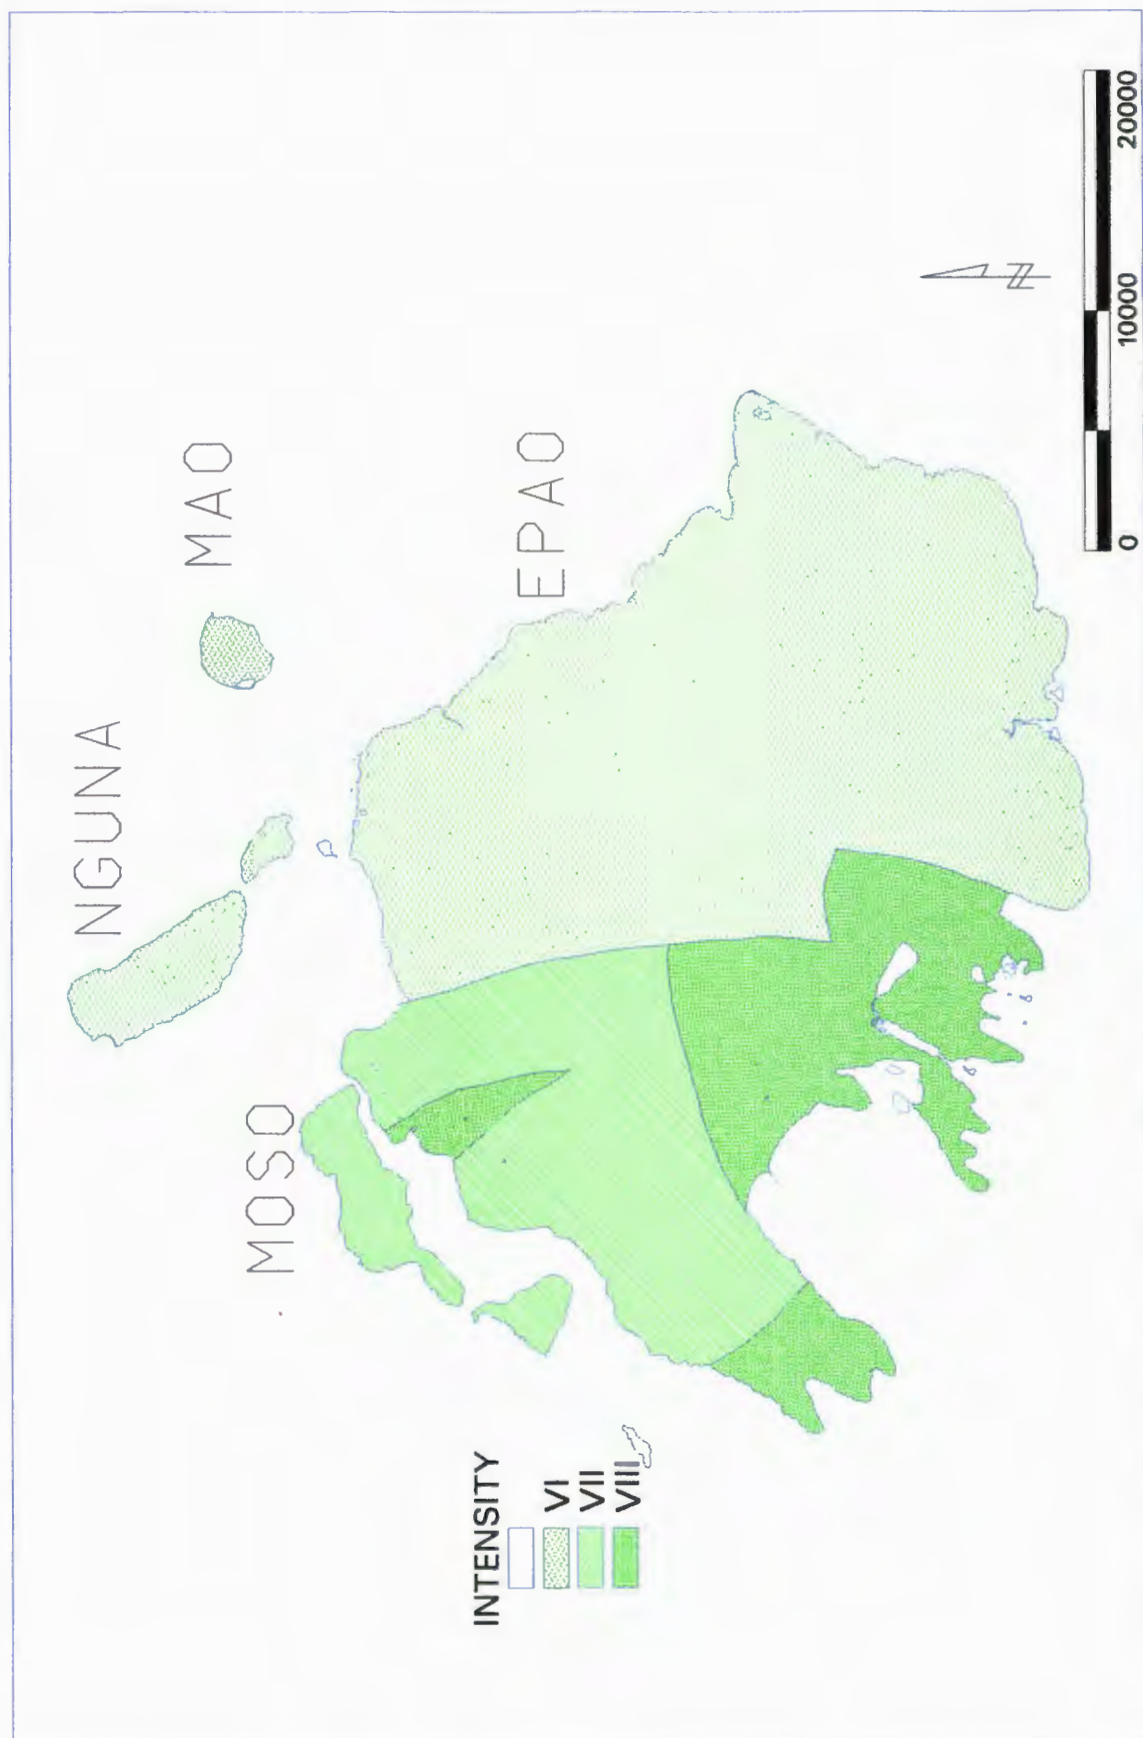 NGUNA
MAO
MOSO
EPAO
INTENSITY
VI
VII
VIII
N
0 10000 20000